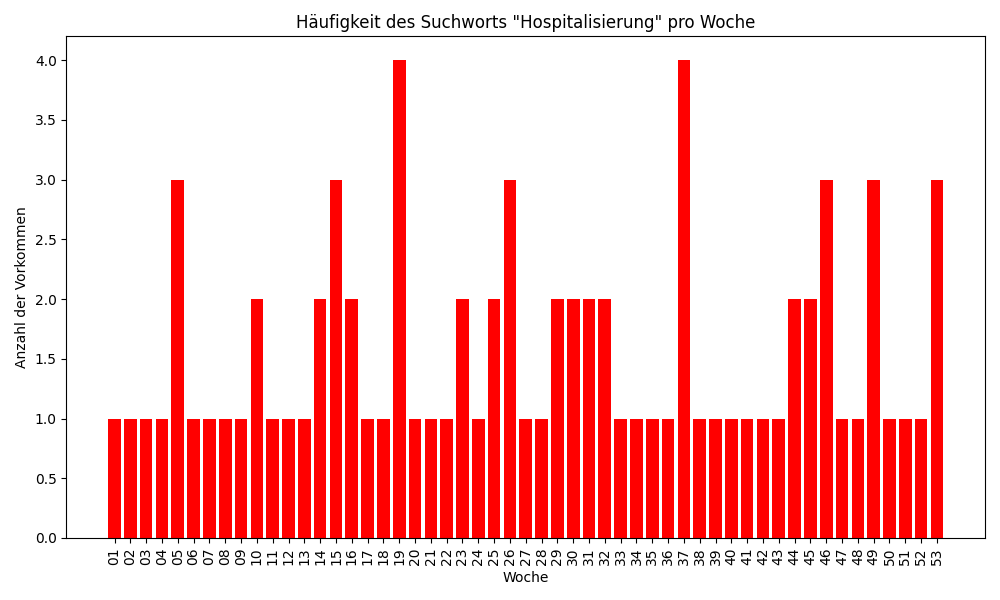 Häufigkeit des Suchworts "Hospitalisierung" pro Woche
Anzahl der Vorkommen
4.0
3.5
3.0
2.5
2.0
1.5
1.0
0.5
0.0
01 02 03 04 05 06 07 08 09 10 11 12 13 14 15 16 17 18 19 20 21 22 23 24 25 26 27 28 29 30 31 32 33 34 35 36 37 38 39 40 41 42 43 44 45 46 47 48 49 50 51 52 53
Woche